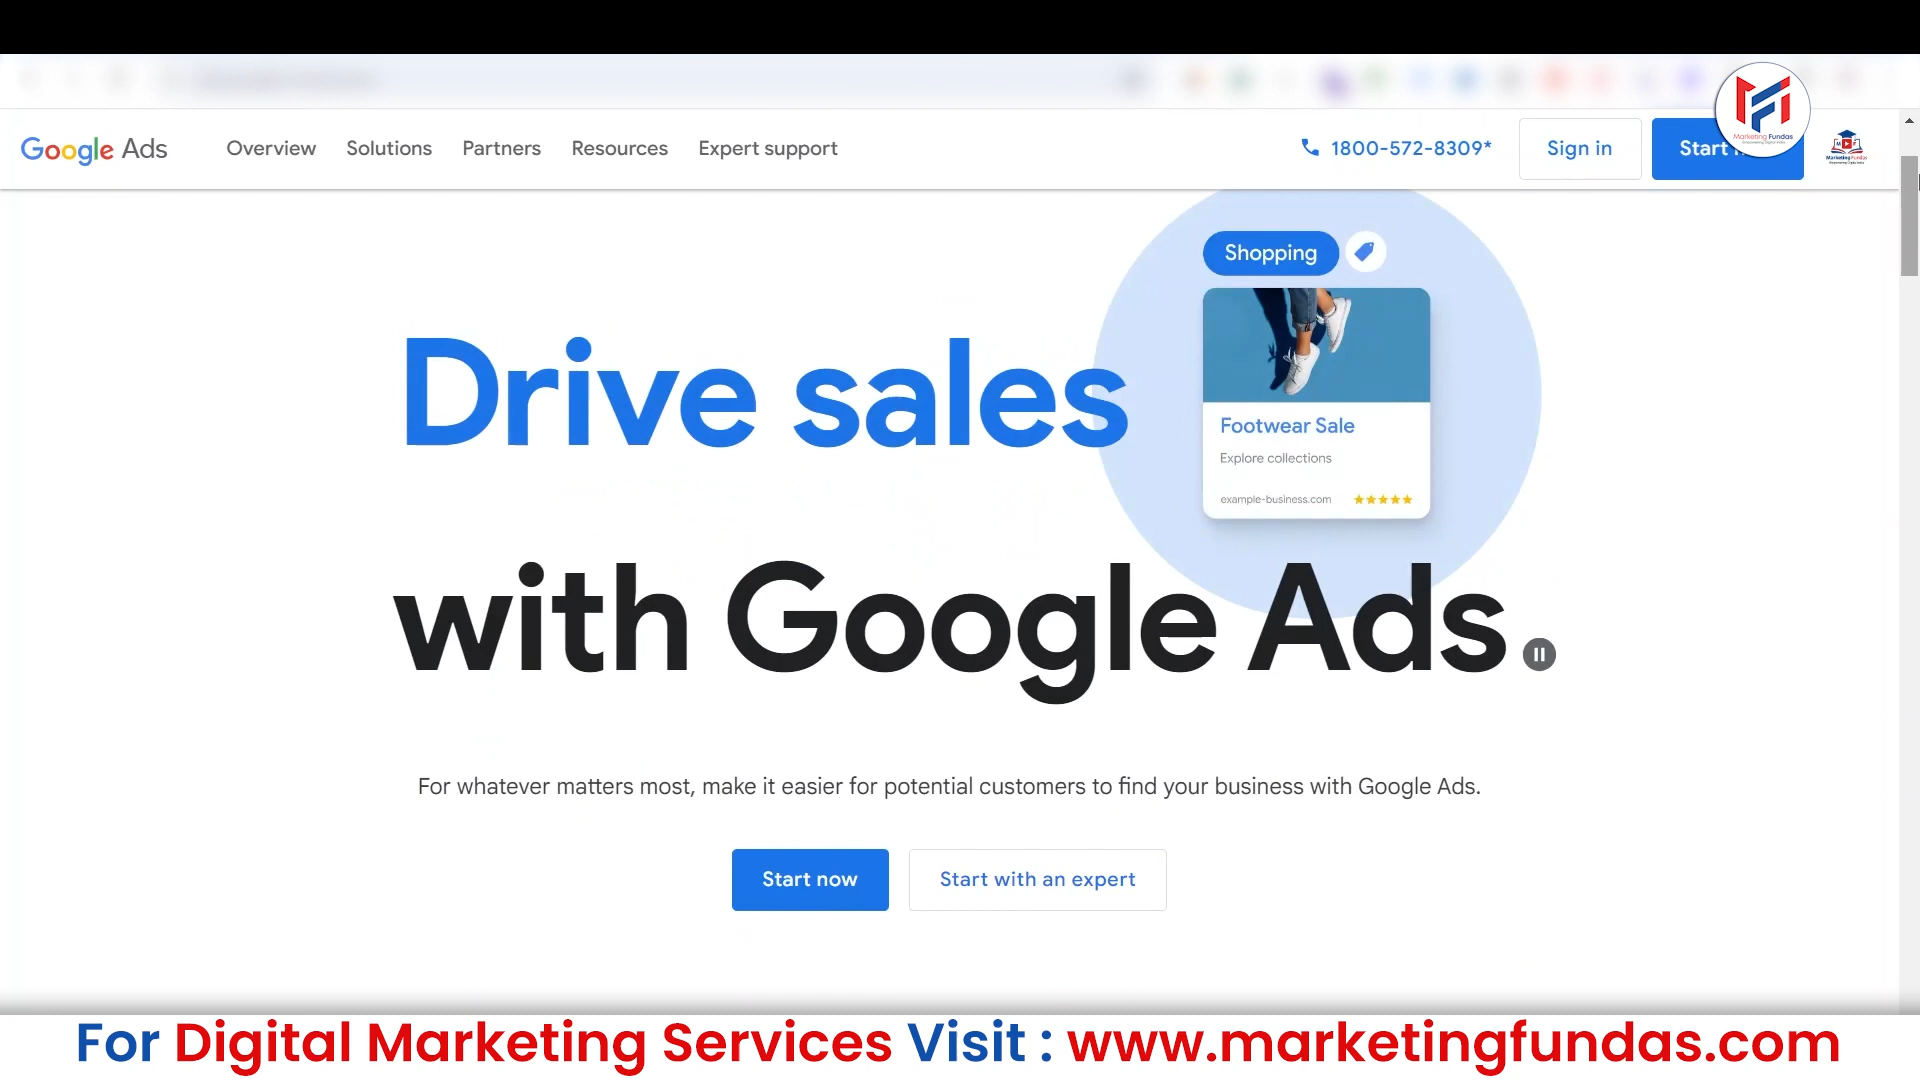 Google Ads
Overview
Solutions
Partners
Resources
Expert support
1800-572-8309*
Sign in
Start
Marketing Fundas
Shopping
Drive sales
Footwear Sale
Explore collections
example-business.com
with Google Ads.
For whatever matters most, make it easier for potential customers to find your business with Google Ads.
Start now
Start with an expert
For Digital Marketing Services Visit : www.marketingfundas.com